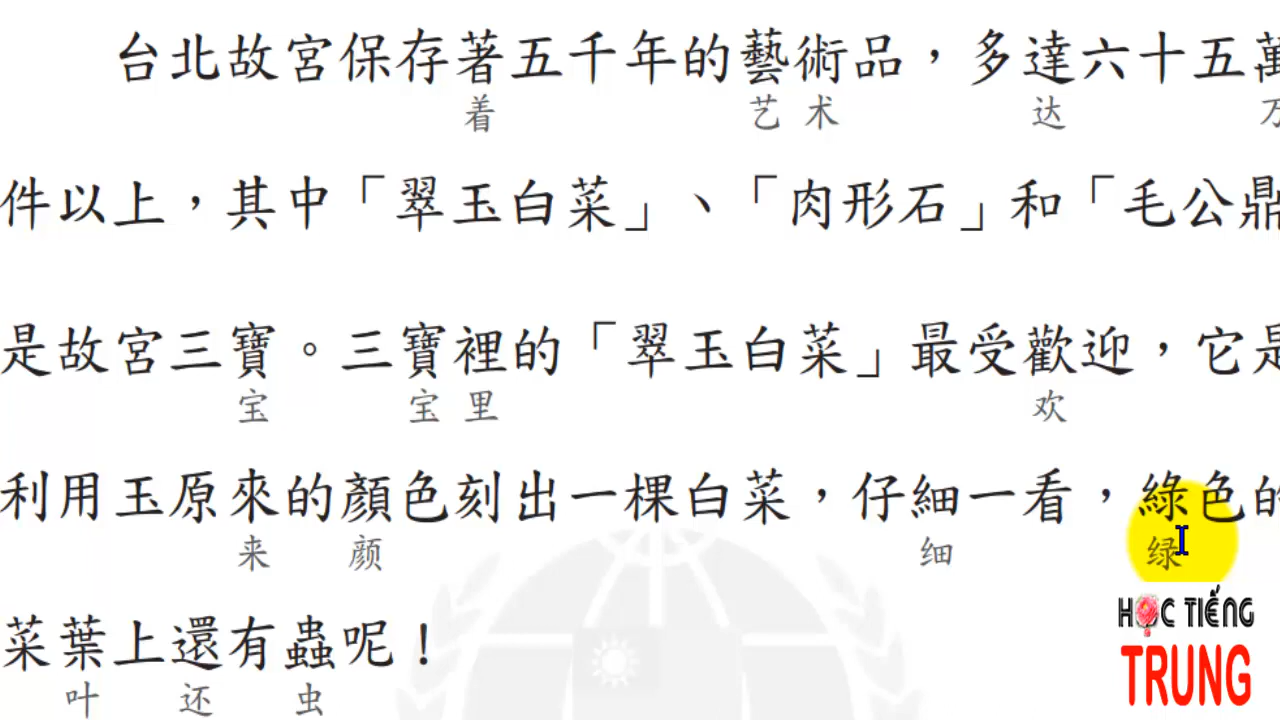 台北故宮保存著五千年的藝術品，多達六十五萬
着 艺 术 达 万
件以上，其中「翠玉白菜」、「肉形石」和「毛公鼎
是故宮三寶。三寶裡的「翠玉白菜」最受歡迎，它是
宝 宝 里 欢
利用玉原來的顏色刻出一棵白菜，仔細一看，綠色的
来 颜 细 绿
菜葉上還有蟲呢！
叶 还 虫
HỌC TIẾNG
TRUNG